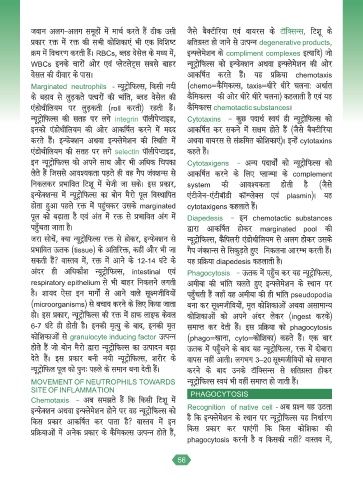 जवान अलग-अलग समूहों में मार्च करते हैं ठीक उसी
प्रकार रक्त में रक्त की सभी कोशिकाएं भी एक विशिष्ट
क्रम में विचरण करती हैं। RBCs, ब्लड वेसेल के मध्य में,
WBCs इनके चारों ओर एवं प्लेटलेट्स सबसे बाहर
वेसल की दीवार के पास।
Marginated neutrophils - न्यूट्रोफिल्स, किसी नदी
के बहाव से लुड़कते पत्थरों की भांति, ब्लड वेसेल की
एंडोथीलियम पर लुड़कती (roll करती) रहती हैं।
न्यूट्रोफिल्स की सतह पर लगे integrin पॉलीपेप्टाइड,
इनको एंडोथीलियम की ओर आकर्षित करने में मदद
करते हैं। इन्फेक्शन अथवा इन्फ्लेमेशन की स्थिति में
एंडोथीलियम की सतह पर लगे selectin पॉलीपेप्टाइड,
इन न्यूट्रोफिल्स को अपने साथ और भी अधिक चिपका
लेते हैं जिससे आवश्यकता पड़ते ही वह गैप जंक्शन्स से
निकलकर प्रभावित टिशू में भेजी जा सकें। इस प्रकार,
इन्फेक्शन्स में न्यूट्रोफिल्स का बोन मैरो पूल विस्थापित
होता हुआ पहले रक्त में पहुंचकर उसके marginated
पूल को बढ़ाता है एवं अंत में रक्त से प्रभावित अंग में
पहुँचता जाता है।
जरा सोचें, क्या न्यूट्रोफिल्स रक्त से होकर, इन्फेक्शन से
प्रभावित ऊतक (tissue) के अतिरिक्त, कहीं और भी जा
सकती है? वास्तव में, रक्त में आने के 12-14 घंटे के
अंदर ही अधिकांश न्यूट्रोफिल्स, intestinal एवं
respiratory epithelium से भी बाहर निकलने लगती
हैं। शायद ऐसा इन मार्गों से आने वाले सूक्ष्मजीवियों
(microorganisms) से बचाव करने के लिए किया जाता
हो। इस प्रकार, न्यूट्रोफिल्स की रक्त में हाफ लाइफ केवल
6-7 घंटे ही होती है। इनकी मृत्यु के बाद, इनकी मृत
कोशिकाओं से granulocyte inducing factor उत्पन्न
होते हैं जो बोन मैरो द्वारा न्यूट्रोफिल्स का उत्पादन बढ़ा
देते हैं। इस प्रकार बनी नयी न्यूट्रोफिल्स, शरीर के
न्यूट्रोफिल पूल को पुनः पहले के समान बना देती हैं।
MOVEMENT OF NEUTROPHILS TOWARDS
SITE OF INFLAMMATION
Chemotaxis - अब समझते हैं कि किसी टिशू में
इन्फेक्शन अथवा इन्फ्लेमेशन होने पर वह न्यूट्रोफिल्स को
किस प्रकार आकर्षित कर पाता है? वास्तव में इन
प्रक्रियाओं में अनेक प्रकार के कैमिकल्स उत्पन्न होते हैं,
जैसे बैक्टीरिया एवं वायरस के टॉक्सिन्स, टिशू के
क्षतिग्रस्त हो जाने से उत्पन्न degenerative products,
इन्फ्लेमेशन के compliment complexes इत्यादि। जो
न्यूट्रोफिल्स को इन्फेक्शन अथवा इन्फ्लेमेशन की ओर
आकर्षित करते हैं। यह प्रक्रिया chemotaxis
(chemo=कैमिकल्स, taxis=धीरे धीरे चलना: अर्थात
कैमिकल्स की ओर धीरे धीरे चलना) कहलाती है एवं यह
कैमिकल्स chemotactic substances।
Cytotaxins - कुछ पदार्थ स्वयं ही न्यूट्रोफिल्स को
आकर्षित कर सकने में सक्षम होते हैं (जैसे बैक्टीरिया
अथवा वायरस से संक्रमित कोशिकाएं)। इन्हें cytotaxins
कहते हैं।
Cytotaxigens - अन्य पदार्थों को न्यूट्रोफिल्स को
आकर्षित करने के लिए प्लाज्मा के complement
system की आवश्यकता होती है (जैसे
एंटीजेन-एंटीबॉडी कॉम्प्लेक्स एवं plasmin)। यह
cytotaxigens कहलाते हैं।
Diapedesis - इन chemotactic substances
द्वारा आकर्षित होकर marginated pool की
न्यूट्रोफिल्स, कैपिलरी एंडोथीलियम से अलग होकर उसके
गैप जंक्शन्स से सिकुड़ते हुए निकलना आरम्भ करती हैं।
यह प्रक्रिया diapedesis कहलाती है।
Phagocytosis - ऊतक में पहुँच कर यह न्यूट्रोफिल्स,
अमीबा की भांति चलते हुए इन्फ्लेमेशन के स्थान पर
पहुँचती हैं जहाँ यह अमीबा की ही भांति pseudopodia
बना कर सूक्ष्मजीवियों, मृत कोशिकाओं अथवा असामान्य
कोशिकाओं को अपने अंदर लेकर (ingest करके)
समाप्त कर देती हैं। इस प्रक्रिया को phagocytosis
(phago=खाना, cyto=कोशिका) कहते हैं। एक बार
ऊतक में पहुँचने के बाद यह न्यूट्रोफिल्स, रक्त में दोबारा
वापस नहीं आतीं। लगभग 3–20 सूक्ष्मजीवियों को समाप्त
करने के बाद उनके टॉक्सिन्स से क्षतिग्रस्त होकर
न्यूट्रोफिल्स स्वयं भी वहीं समाप्त हो जाती हैं।
PHAGOCYTOSIS
Recognition of native cell - अब प्रश्न यह उठता
है कि इन्फ्लेमेशन के स्थान पर न्यूट्रोफिल्स यह निर्धारण
किस प्रकार कर पाएंगी कि किस कोशिका की
phagocytosis करनी है व किसकी नहीं? वास्तव में,
56